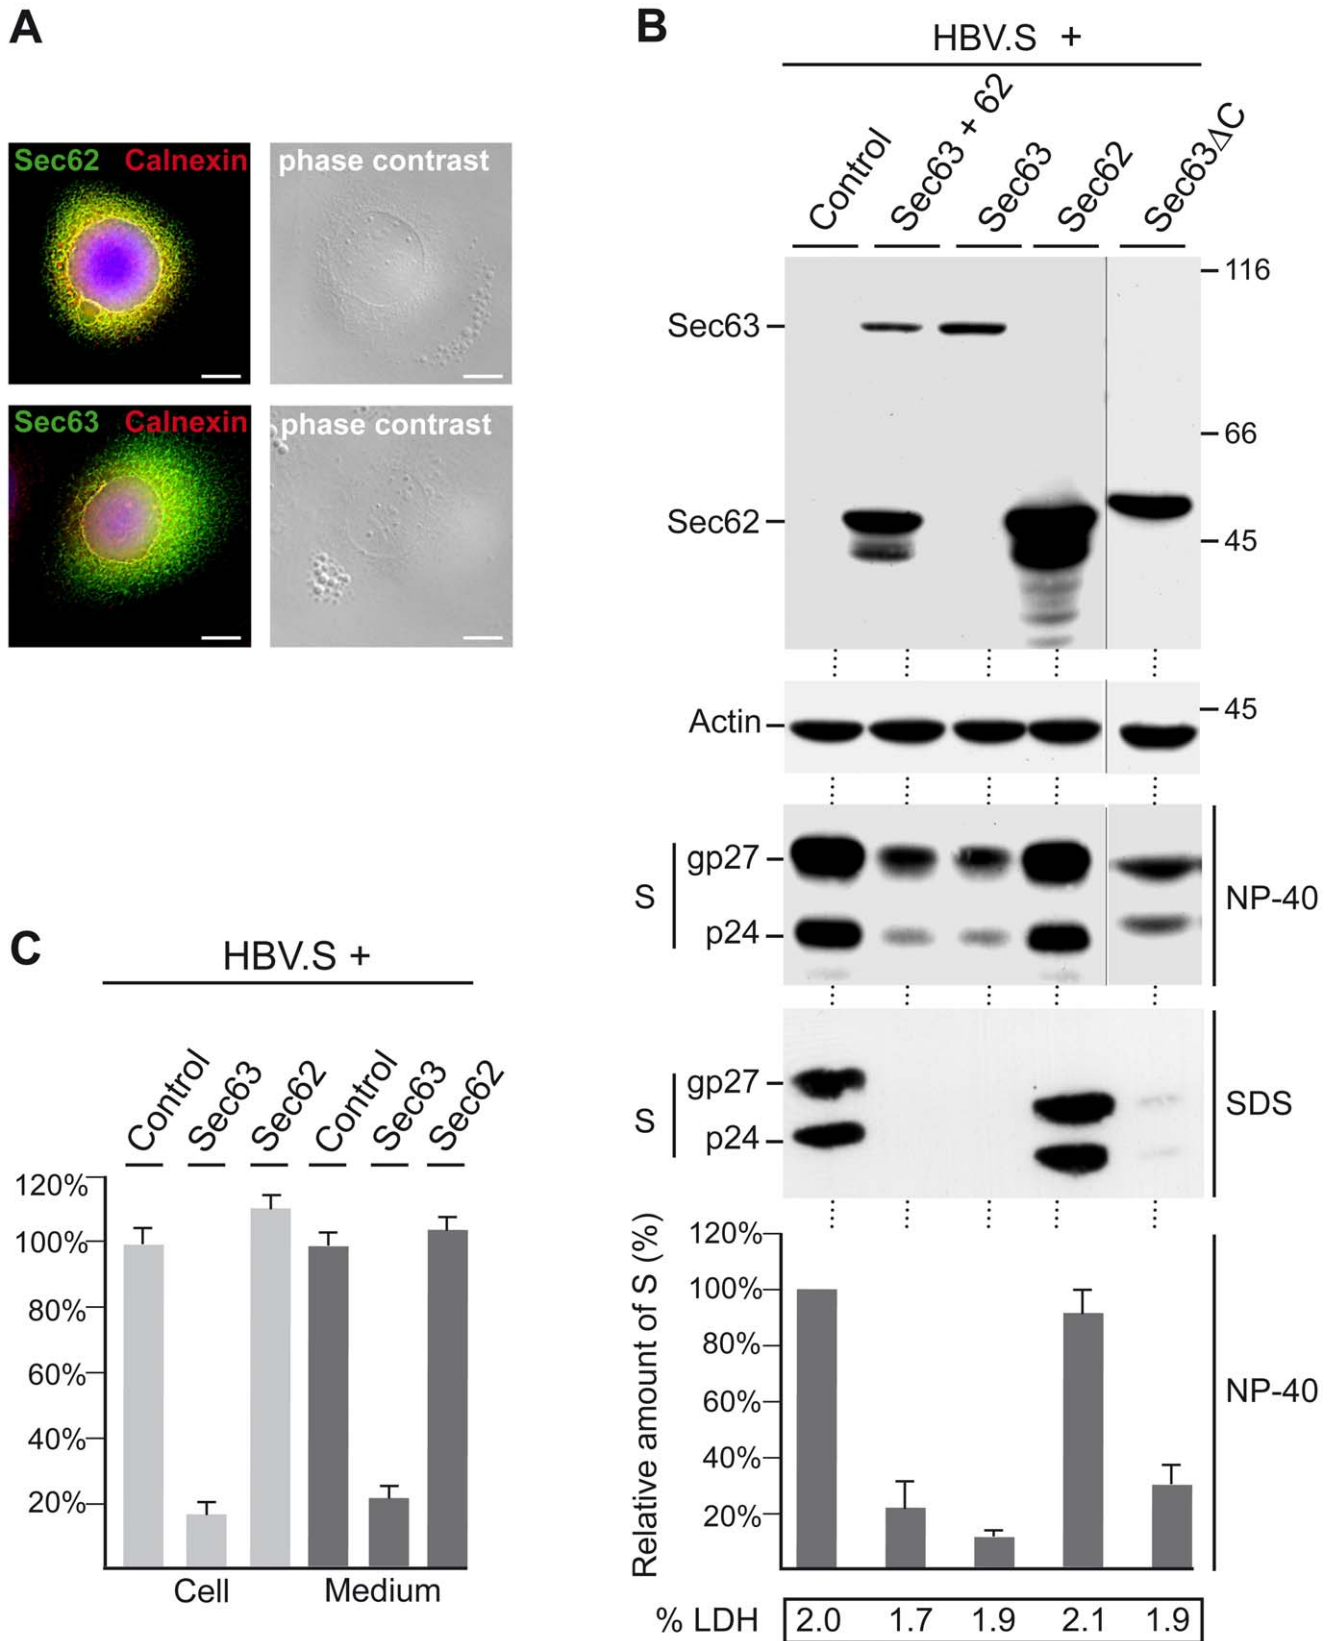 A
Sec62 Calnexin
phase contrast
Sec63 Calnexin
phase contrast
B
HBV.S +
Control
Sec63 + 62
Sec63
Sec62
Sec63ΔC
116
Sec63
66
Sec62
45
Actin
45
gp27
S
p24
NP-40
gp27
S
p24
SDS
Relative amount of S (%)
120%
100%
80%
60%
40%
20%
NP-40
% LDH 2.0 1.7 1.9 2.1 1.9
C
HBV.S +
Control
Sec63
Sec62
Control
Sec63
Sec62
120%
100%
80%
60%
40%
20%
Cell Medium